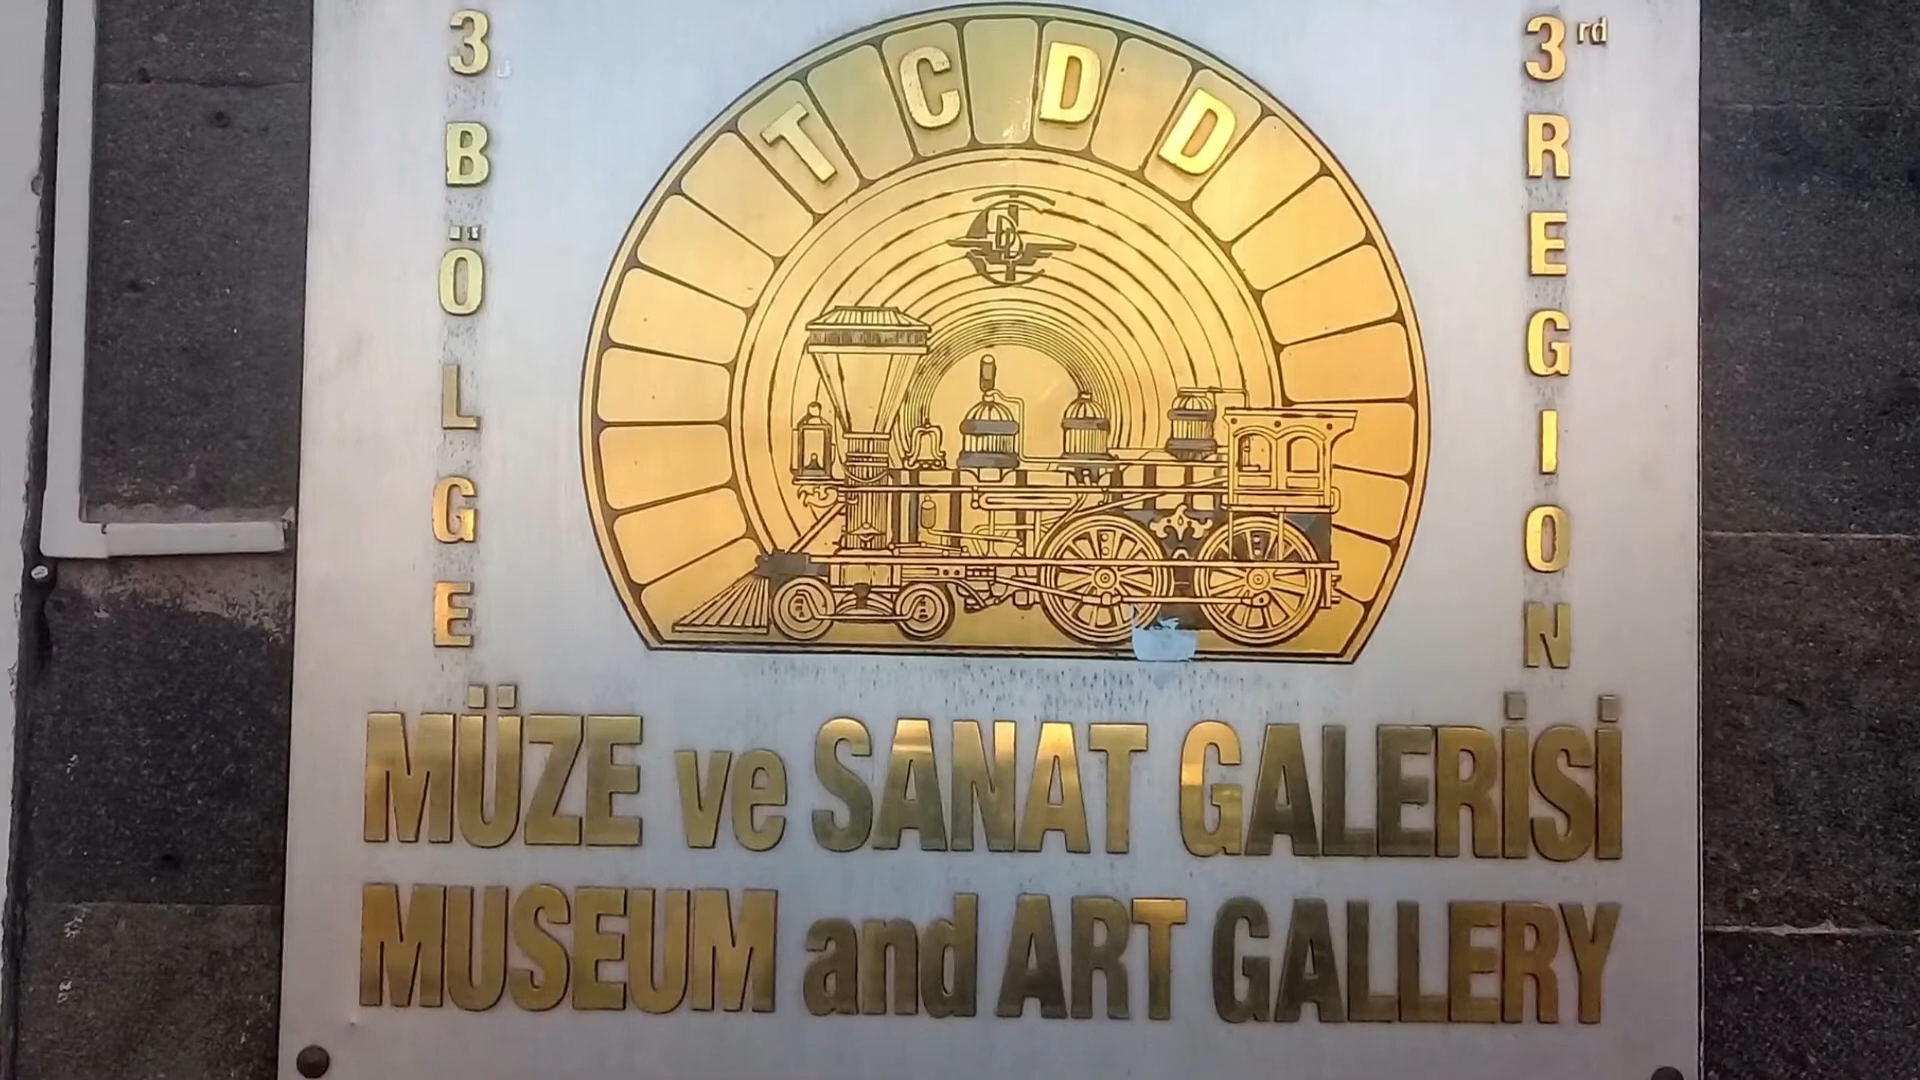 3. BÖLGE
TCDD
3rd REGION
MÜZE ve SANAT GALERİSİ
MUSEUM and ART GALLERY